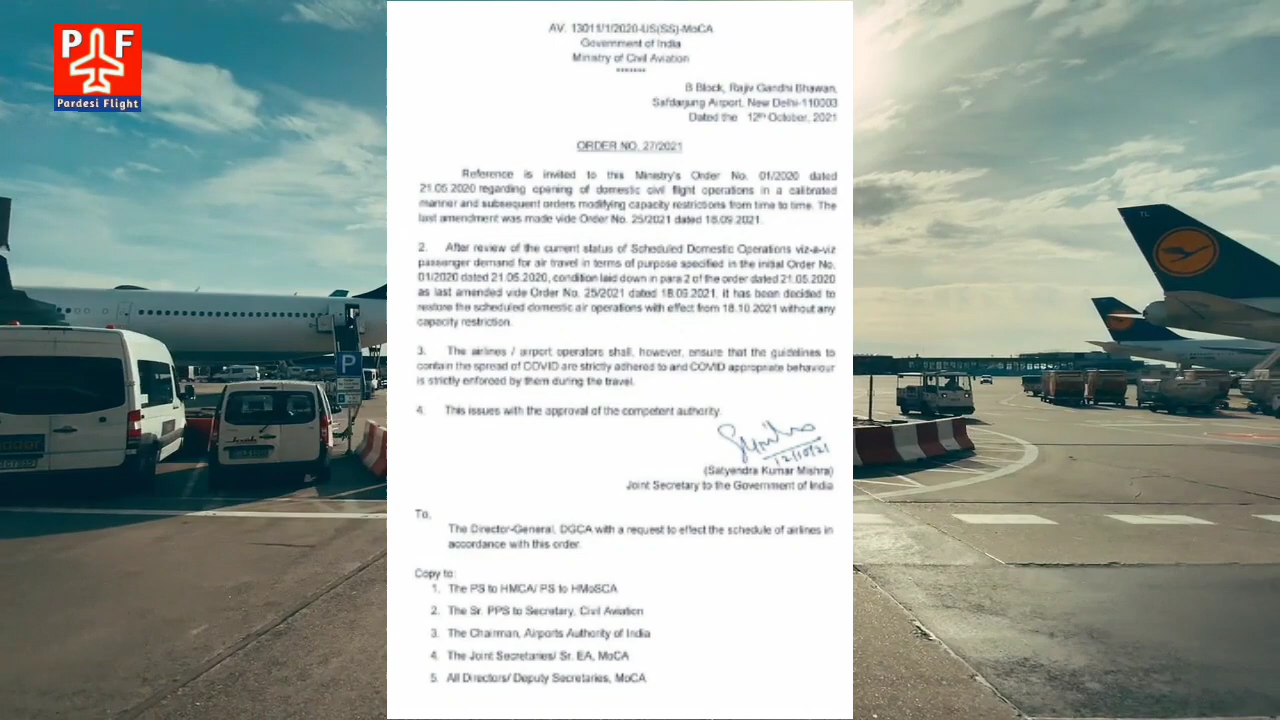 PF
Pardesi Flight
AV. 13011/1/2020-US(SS)-MoCA
Government of India
Ministry of Civil Aviation
*******
B Block, Rajiv Gandhi Bhawan,
Safdarjung Airport, New Delhi-110003
Dated the 12th October, 2021
ORDER NO. 27/2021
Reference is invited to this Ministry's Order No. 01/2020 dated
21.05.2020 regarding opening of domestic civil flight operations in a calibrated
manner and subsequent orders modifying capacity restrictions from time to time. The
last amendment was made vide Order No. 25/2021 dated 18.09.2021.
2. After review of the current status of Scheduled Domestic Operations viz-a-viz
passenger demand for air travel in terms of purpose specified in the initial Order No.
01/2020 dated 21.05.2020, condition laid down in para 2 of the order dated 21.05.2020
as last amended vide Order No. 25/2021 dated 18.09.2021, it has been decided to
restore the scheduled domestic air operations with effect from 18.10.2021 without any
capacity restriction.
3. The airlines / airport operators shall, however, ensure that the guidelines to
contain the spread of COVID are strictly adhered to and COVID appropriate behaviour
is strictly enforced by them during the travel.
4. This issues with the approval of the competent authority.
12/10/21
(Satyendra Kumar Mishra)
Joint Secretary to the Government of India
To,
The Director-General, DGCA with a request to effect the schedule of airlines in
accordance with this order.
Copy to:
1. The PS to HMCA/ PS to HMoSCA
2. The Sr. PPS to Secretary, Civil Aviation
3. The Chairman, Airports Authority of India
4. The Joint Secretaries/ Sr. EA, MoCA
5. All Directors/ Deputy Secretaries, MoCA
P